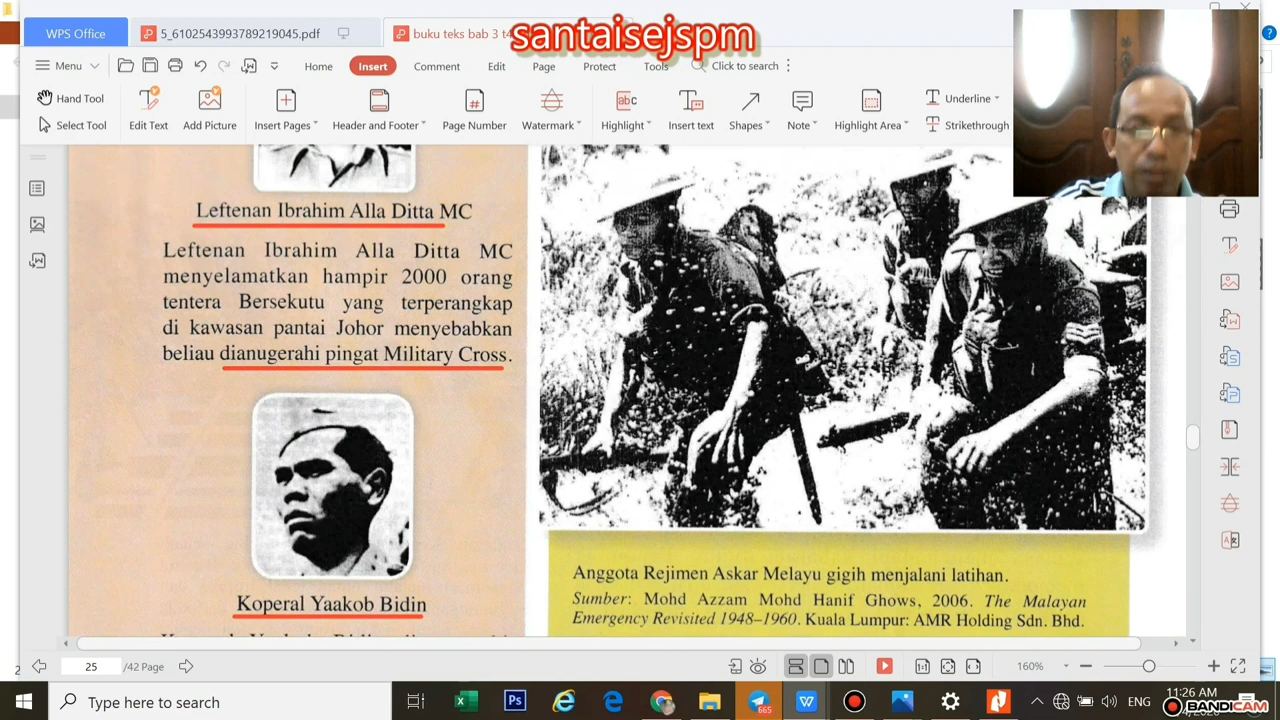 santaisejspm
WPS Office
5_6102543993789219045.pdf
buku teks bab 3 t4
Menu
Home
Insert
Comment
Edit
Page
Protect
Tools
Click to search
Hand Tool
Select Tool
Edit Text
Add Picture
Insert Pages
Header and Footer
Page Number
Watermark
Highlight
Insert text
Shapes
Note
Highlight Area
Underline
Strikethrough
Leftenan Ibrahim Alla Ditta MC
Leftenan Ibrahim Alla Ditta MC
menyelamatkan hampir 2000 orang
tentera Bersekutu yang terperangkap
di kawasan pantai Johor menyebabkan
beliau dianugerahi pingat Military Cross.
Koperal Yaakob Bidin
Anggota Rejimen Askar Melayu gigih menjalani latihan.
Sumber: Mohd Azzam Mohd Hanif Ghows, 2006. The Malayan
Emergency Revisited 1948–1960. Kuala Lumpur: AMR Holding Sdn. Bhd.
25
/42 Page
160%
Type here to search
665
ENG
11:26 AM
BANDICAM